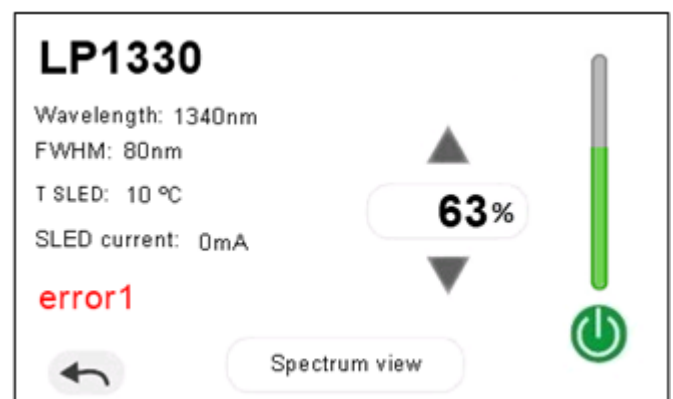 LP1330
Wavelength: 1340nm
FWHM: 80nm
T SLED: 10 ºC
63%
SLED current: 0mA
error1
Spectrum view